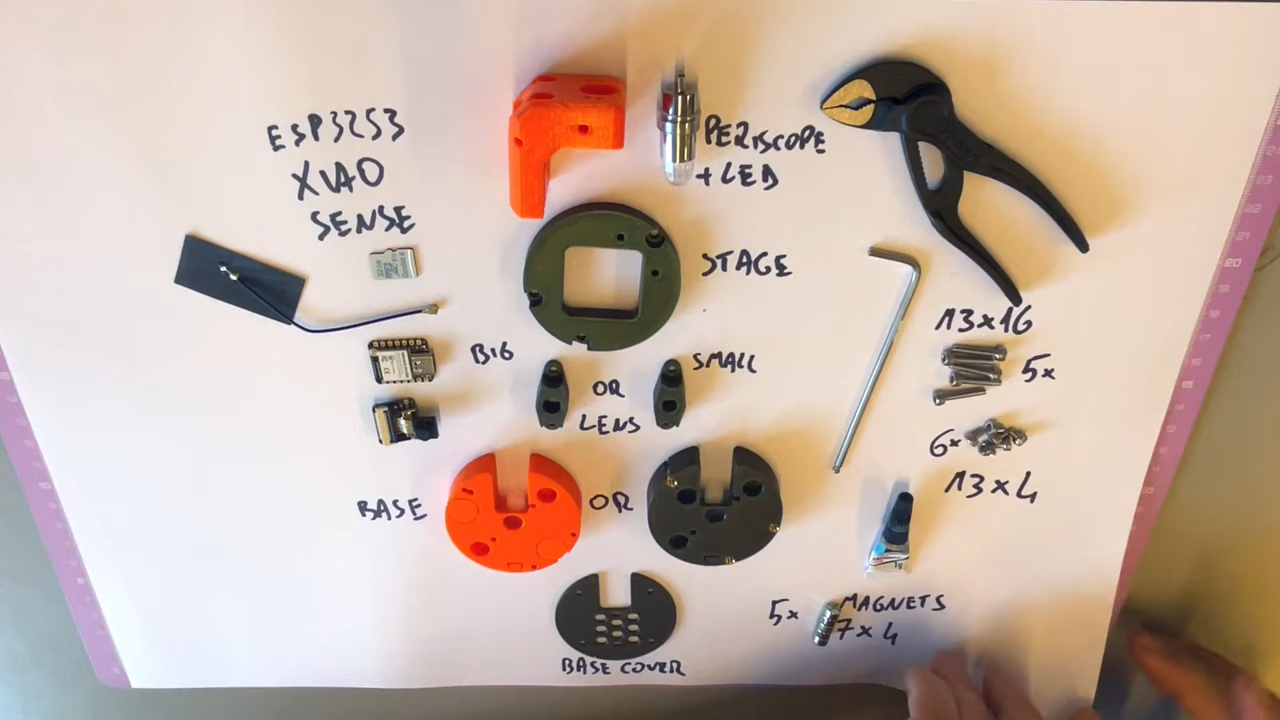 ESP32S3
XIAO
SENSE
PERISCOPE
+ LED
STAGE
BIG
OR
LENS
SMALL
BASE
OR
BASE COVER
M3x16
5x
6x
M3x4
5x MAGNETS
7x4